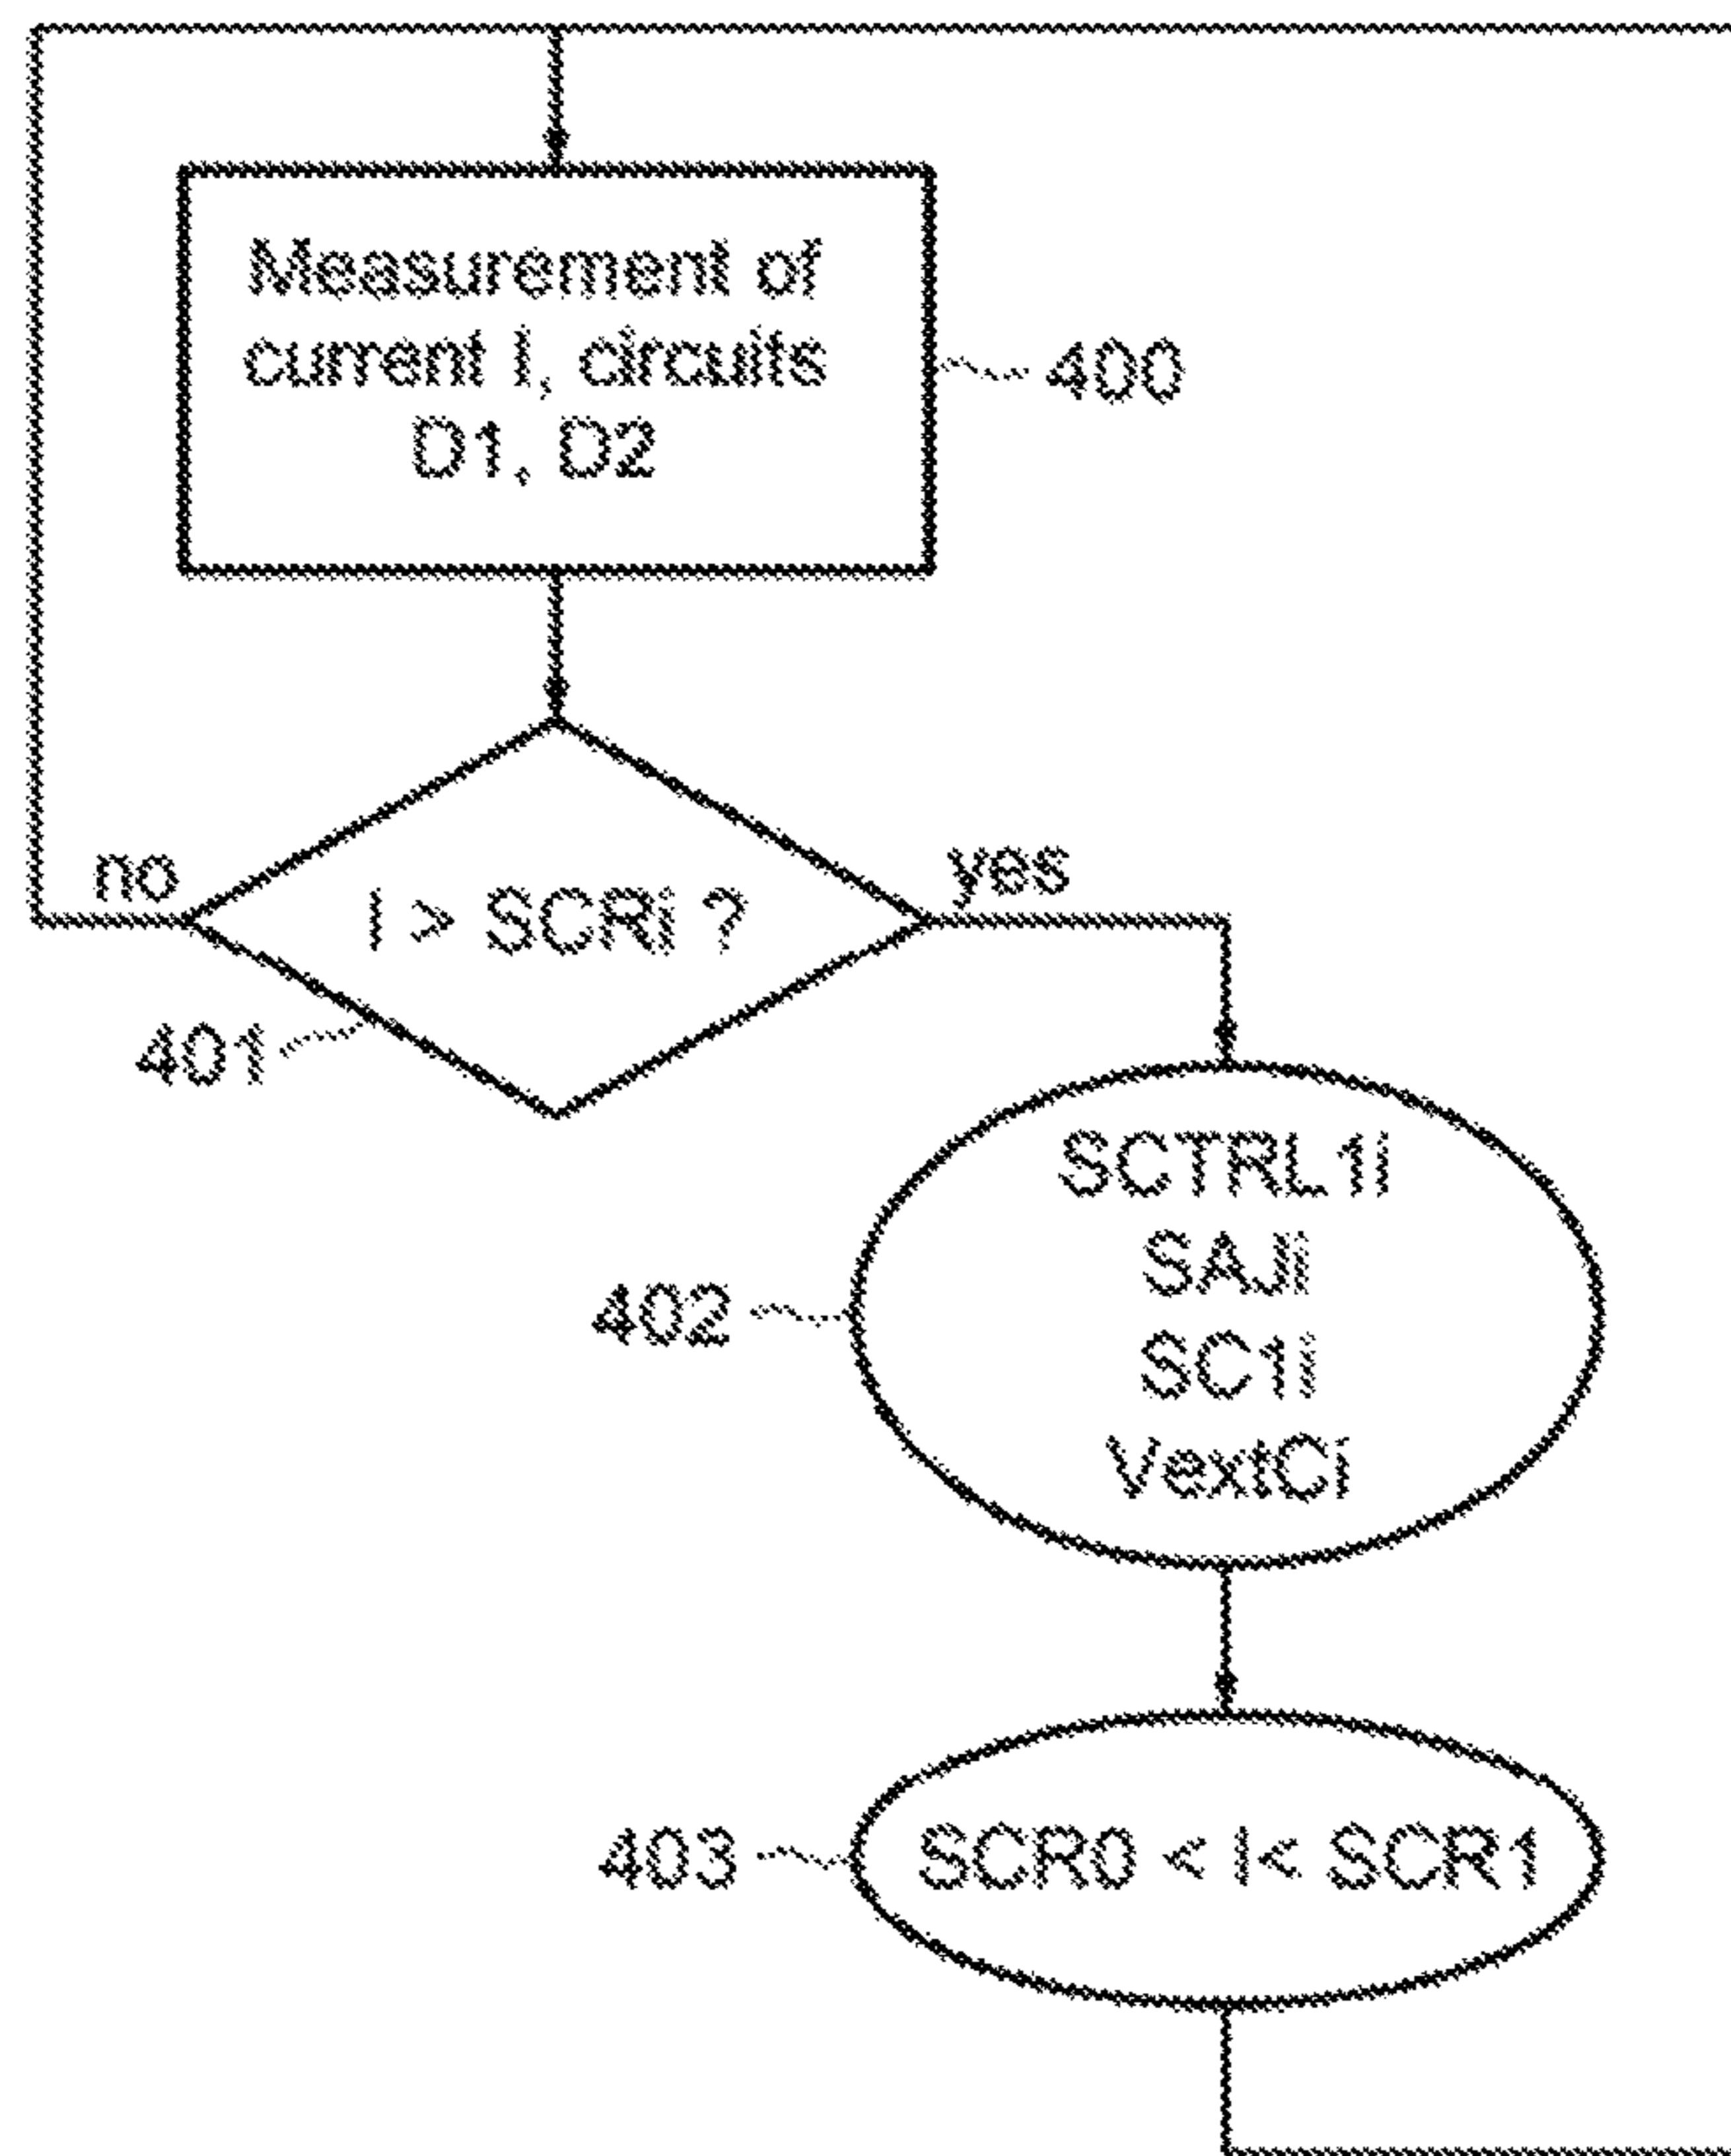 Measurement of
current I, circuits
D1, D2
400
no
yes
I > SCRi ?
401
SCTRL1i
SAJi
SC1i
VextCi
402
403
SCR0 < I< SCR1